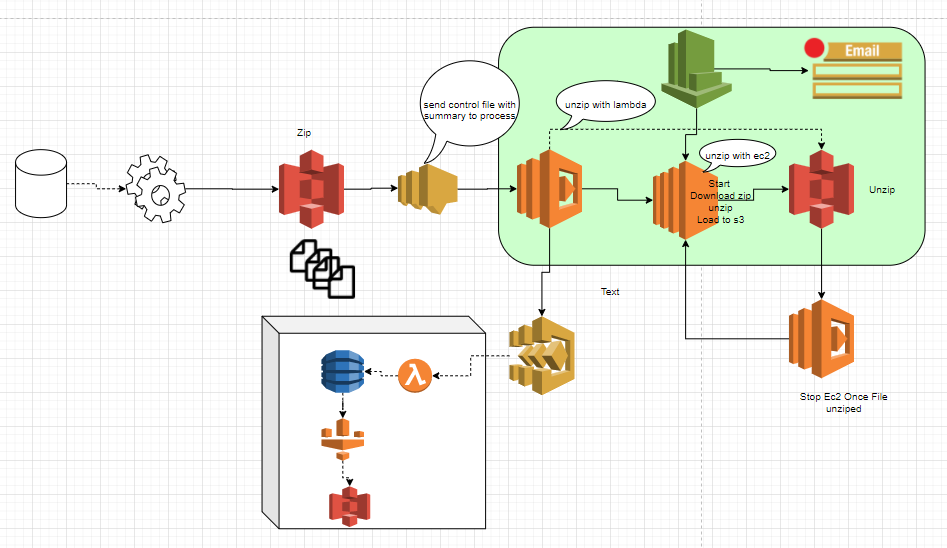 Email
send control file with
summary to process
unzip with lambda
Zip
unzip with ec2
Start
Download zip
unzip
Load to s3
Unzip
Text
λ
Stop Ec2 Once File
unziped